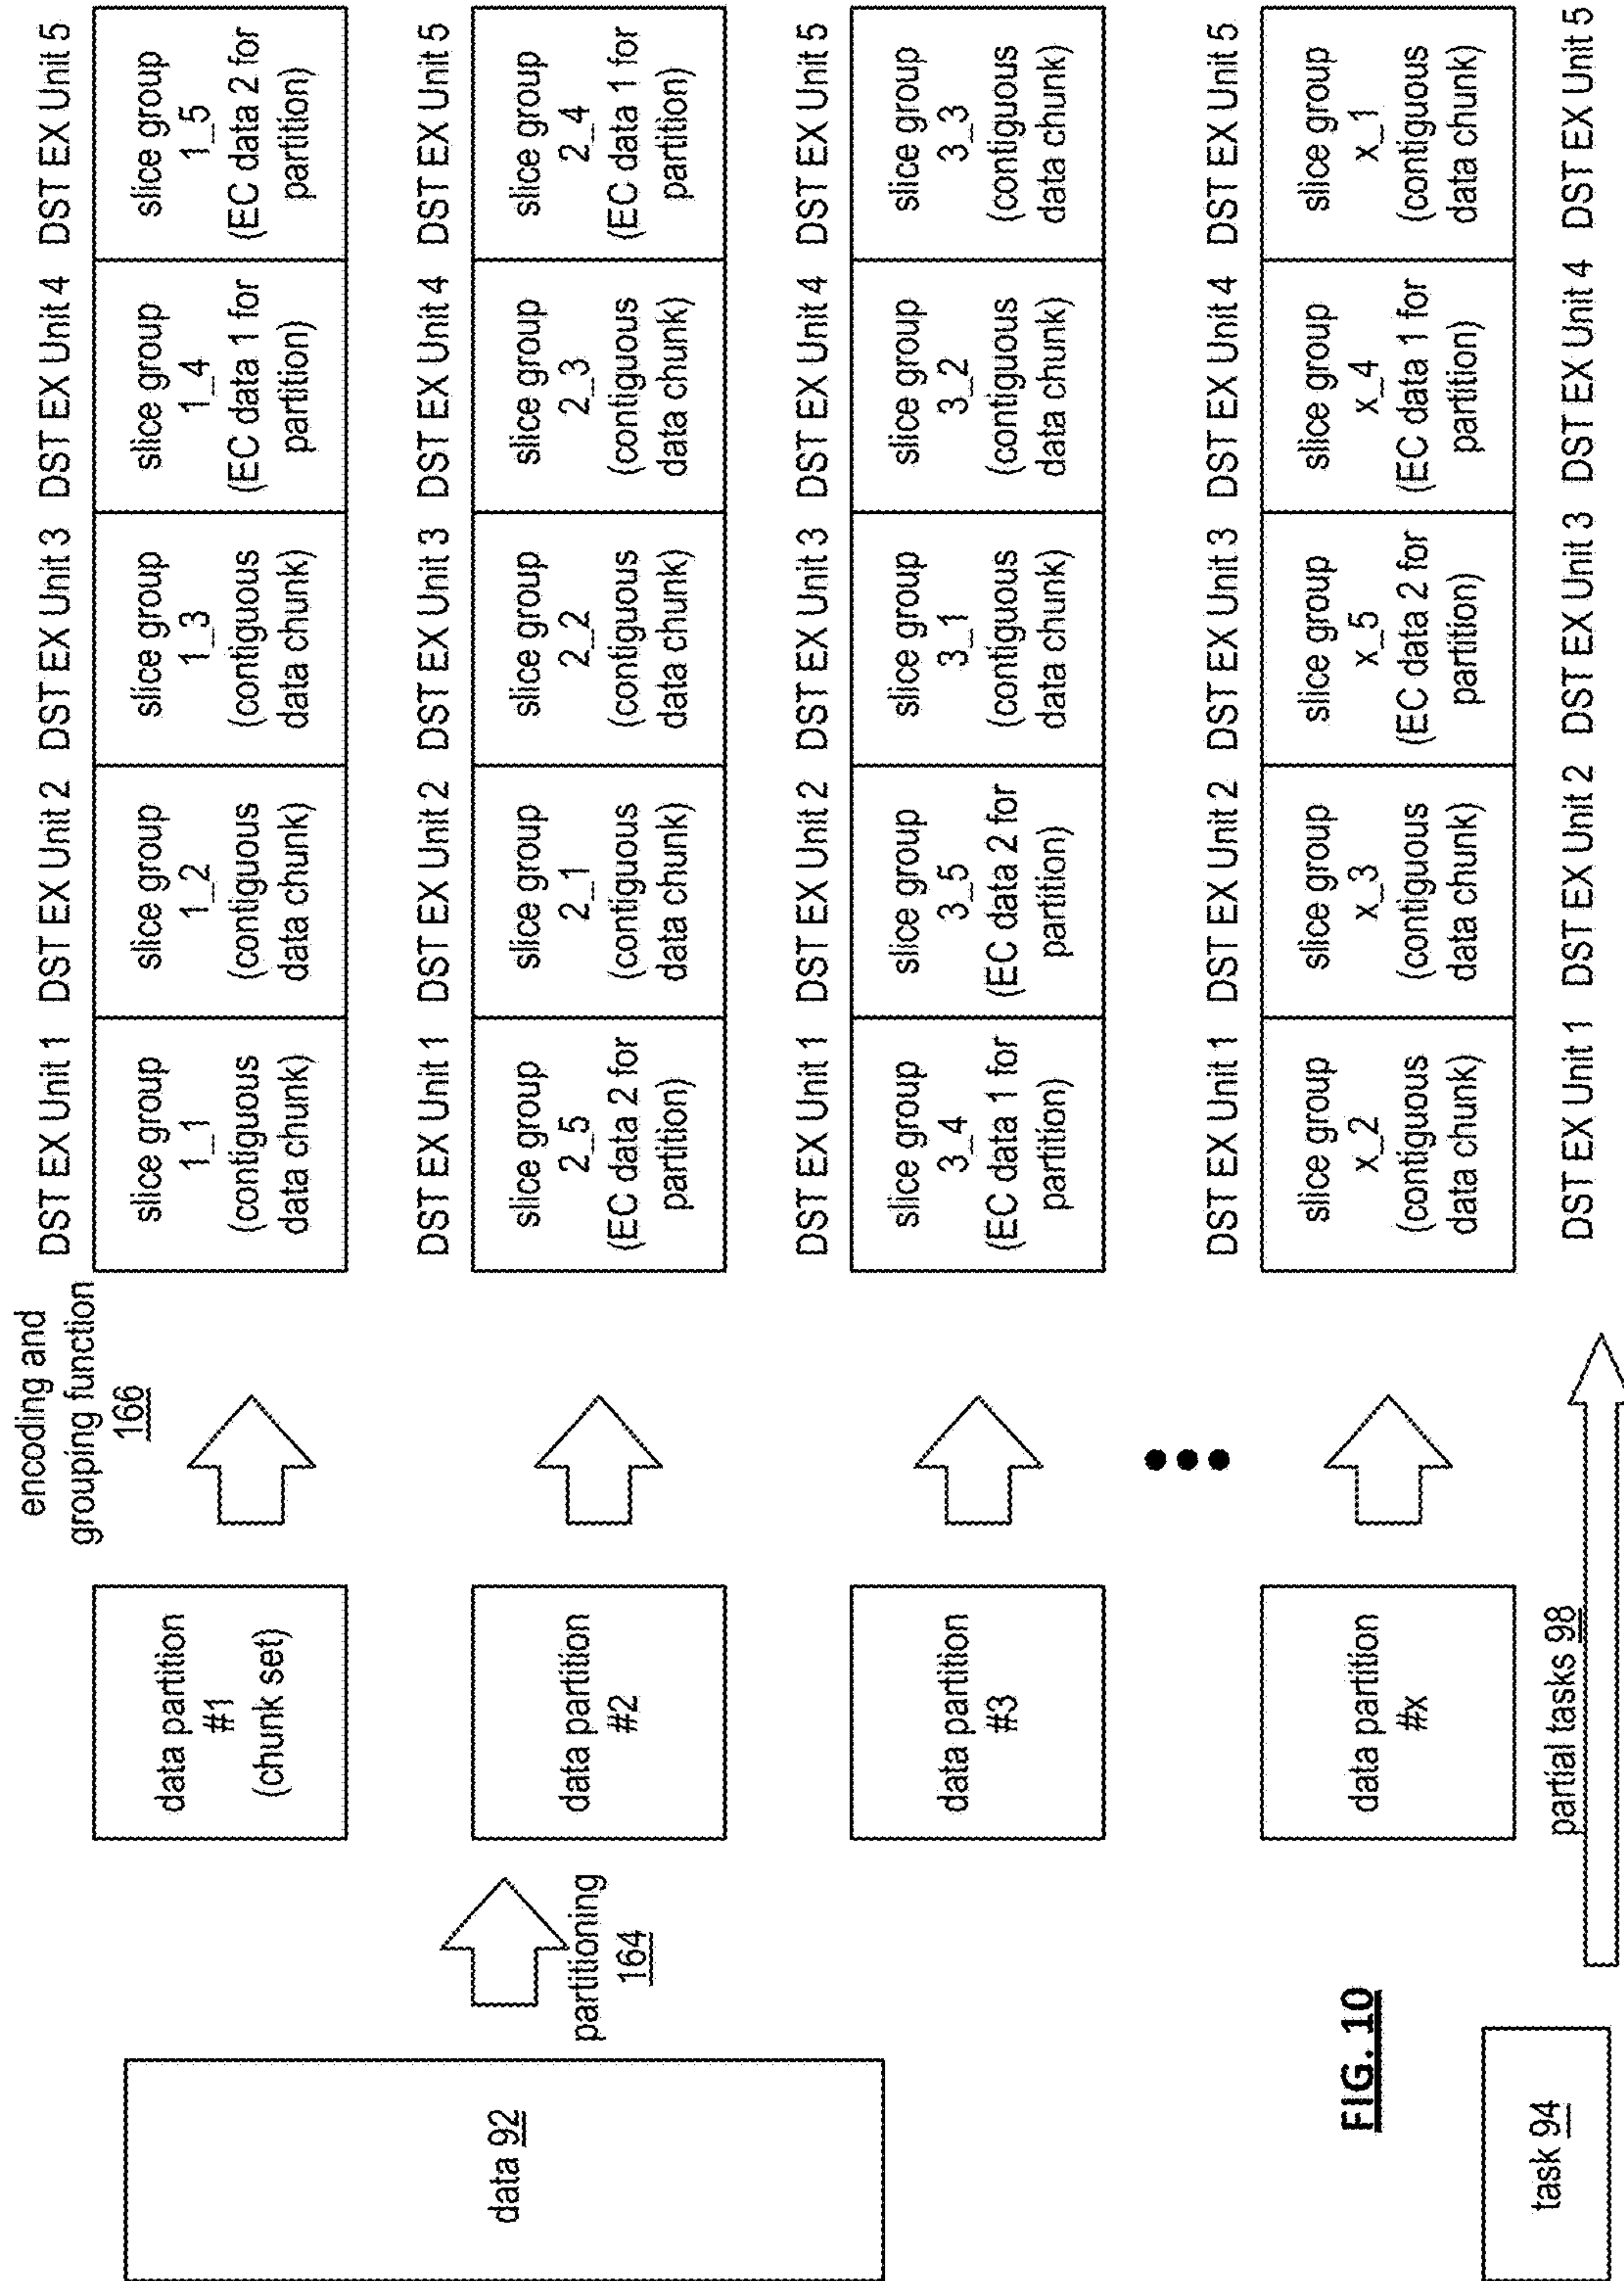 data 92
task 94
FIG. 10
partitioning
164
data partition
#1
(chunk set)
data partition
#2
data partition
#3
data partition
#x
partial tasks 98
encoding and
grouping function
166
DST EX Unit 1 DST EX Unit 2 DST EX Unit 3 DST EX Unit 4 DST EX Unit 5
slice group
1_1
(contiguous
data chunk)
slice group
1_2
(contiguous
data chunk)
slice group
1_3
(contiguous
data chunk)
slice group
1_4
(EC data 1 for
partition)
slice group
1_5
(EC data 2 for
partition)
DST EX Unit 1 DST EX Unit 2 DST EX Unit 3 DST EX Unit 4 DST EX Unit 5
slice group
2_5
(EC data 2 for
partition)
slice group
2_1
(contiguous
data chunk)
slice group
2_2
(contiguous
data chunk)
slice group
2_3
(contiguous
data chunk)
slice group
2_4
(EC data 1 for
partition)
DST EX Unit 1 DST EX Unit 2 DST EX Unit 3 DST EX Unit 4 DST EX Unit 5
slice group
3_4
(EC data 1 for
partition)
slice group
3_5
(EC data 2 for
partition)
slice group
3_1
(contiguous
data chunk)
slice group
3_2
(contiguous
data chunk)
slice group
3_3
(contiguous
data chunk)
DST EX Unit 1 DST EX Unit 2 DST EX Unit 3 DST EX Unit 4 DST EX Unit 5
slice group
x_2
(contiguous
data chunk)
slice group
x_3
(contiguous
data chunk)
slice group
x_5
(EC data 2 for
partition)
slice group
x_4
(EC data 1 for
partition)
slice group
x_1
(contiguous
data chunk)
DST EX Unit 1 DST EX Unit 2 DST EX Unit 3 DST EX Unit 4 DST EX Unit 5